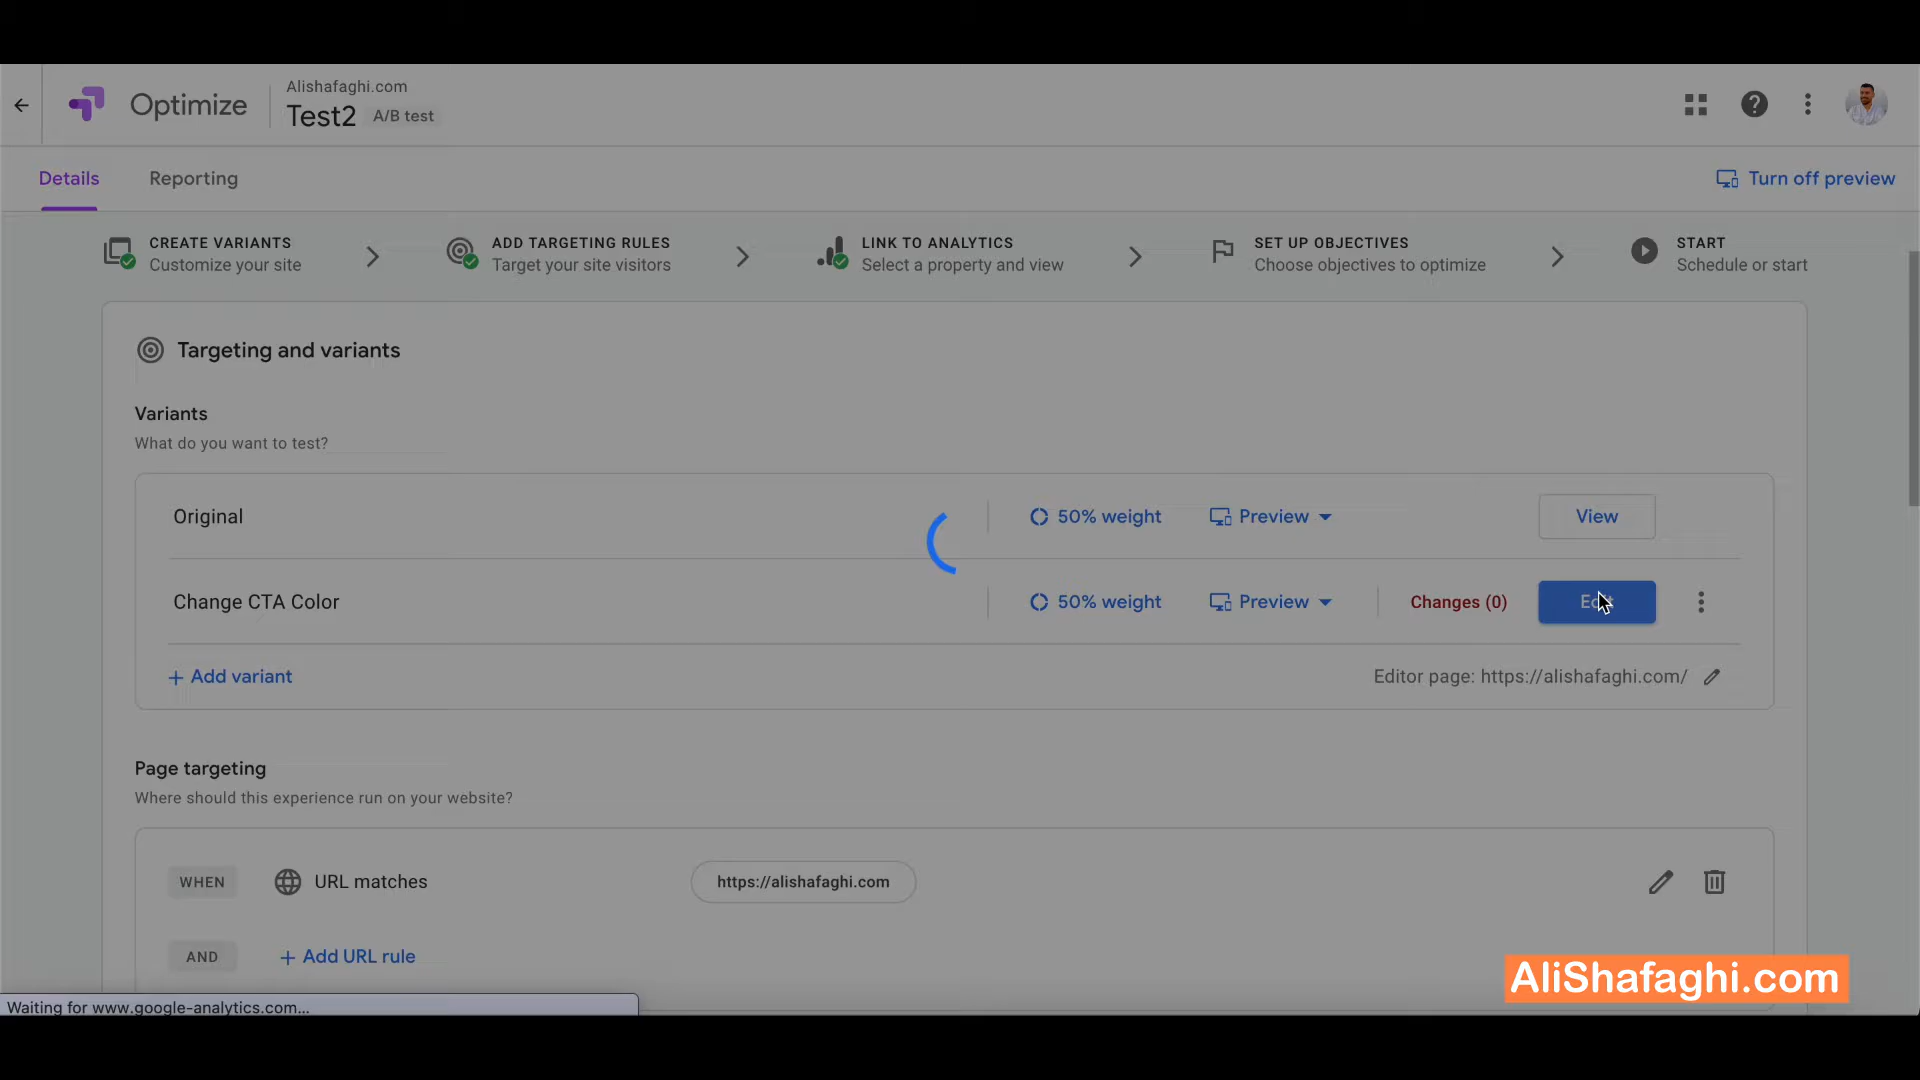 Alishafaghi.com
Optimize
Test2 A/B test
Details Reporting Turn off preview
CREATE VARIANTS
Customize your site
ADD TARGETING RULES
Target your site visitors
LINK TO ANALYTICS
Select a property and view
SET UP OBJECTIVES
Choose objectives to optimize
START
Schedule or start
Targeting and variants
Variants
What do you want to test?
Original 50% weight Preview View
Change CTA Color 50% weight Preview Changes (0) Edit
+ Add variant Editor page: https://alishafaghi.com/
Page targeting
Where should this experience run on your website?
WHEN URL matches https://alishafaghi.com
AND + Add URL rule
AliShafaghi.com
Waiting for www.google-analytics.com...